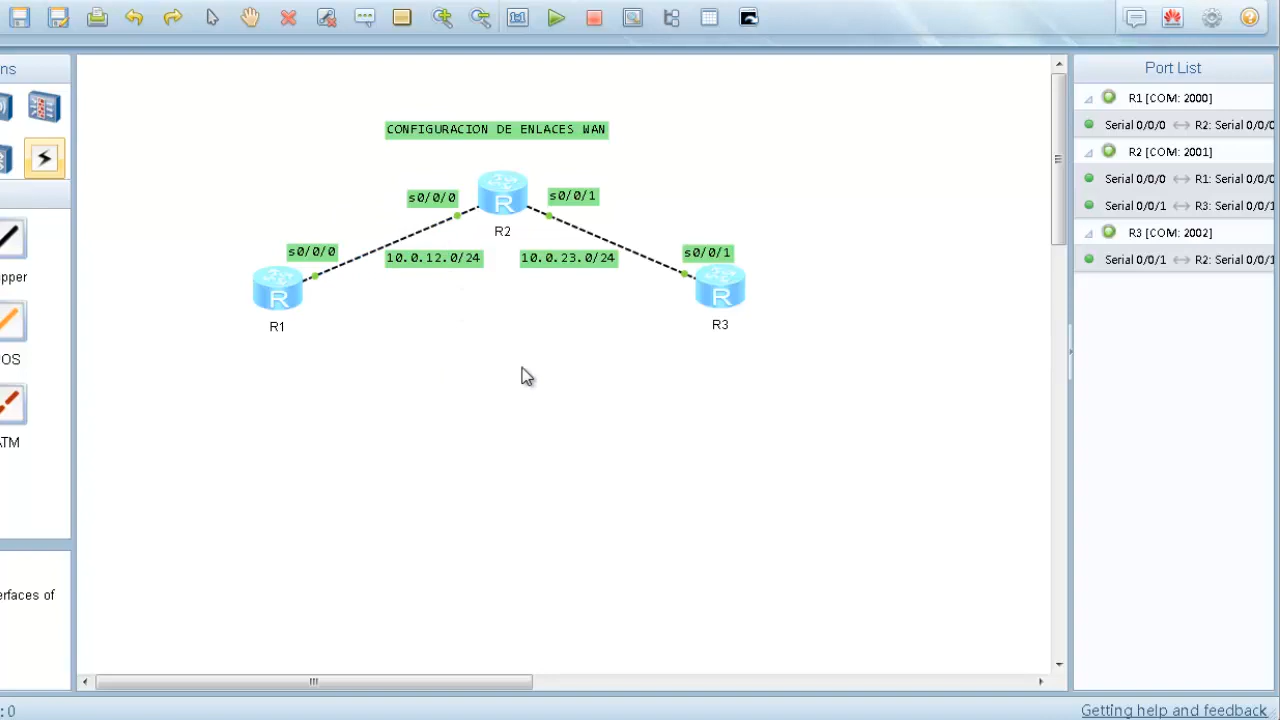 ns
Port List
R1 [COM: 2000]
Serial 0/0/0 ↔ R2: Serial 0/0/0
R2 [COM: 2001]
Serial 0/0/0 ↔ R1: Serial 0/0/0
Serial 0/0/1 ↔ R3: Serial 0/0/1
R3 [COM: 2002]
Serial 0/0/1 ↔ R2: Serial 0/0/1
CONFIGURACION DE ENLACES WAN
s0/0/0
s0/0/1
R
R2
s0/0/0
10.0.12.0/24
10.0.23.0/24
s0/0/1
R
R1
R
R3
pper
OS
ATM
erfaces of
: 0
Getting help and feedback
1:1